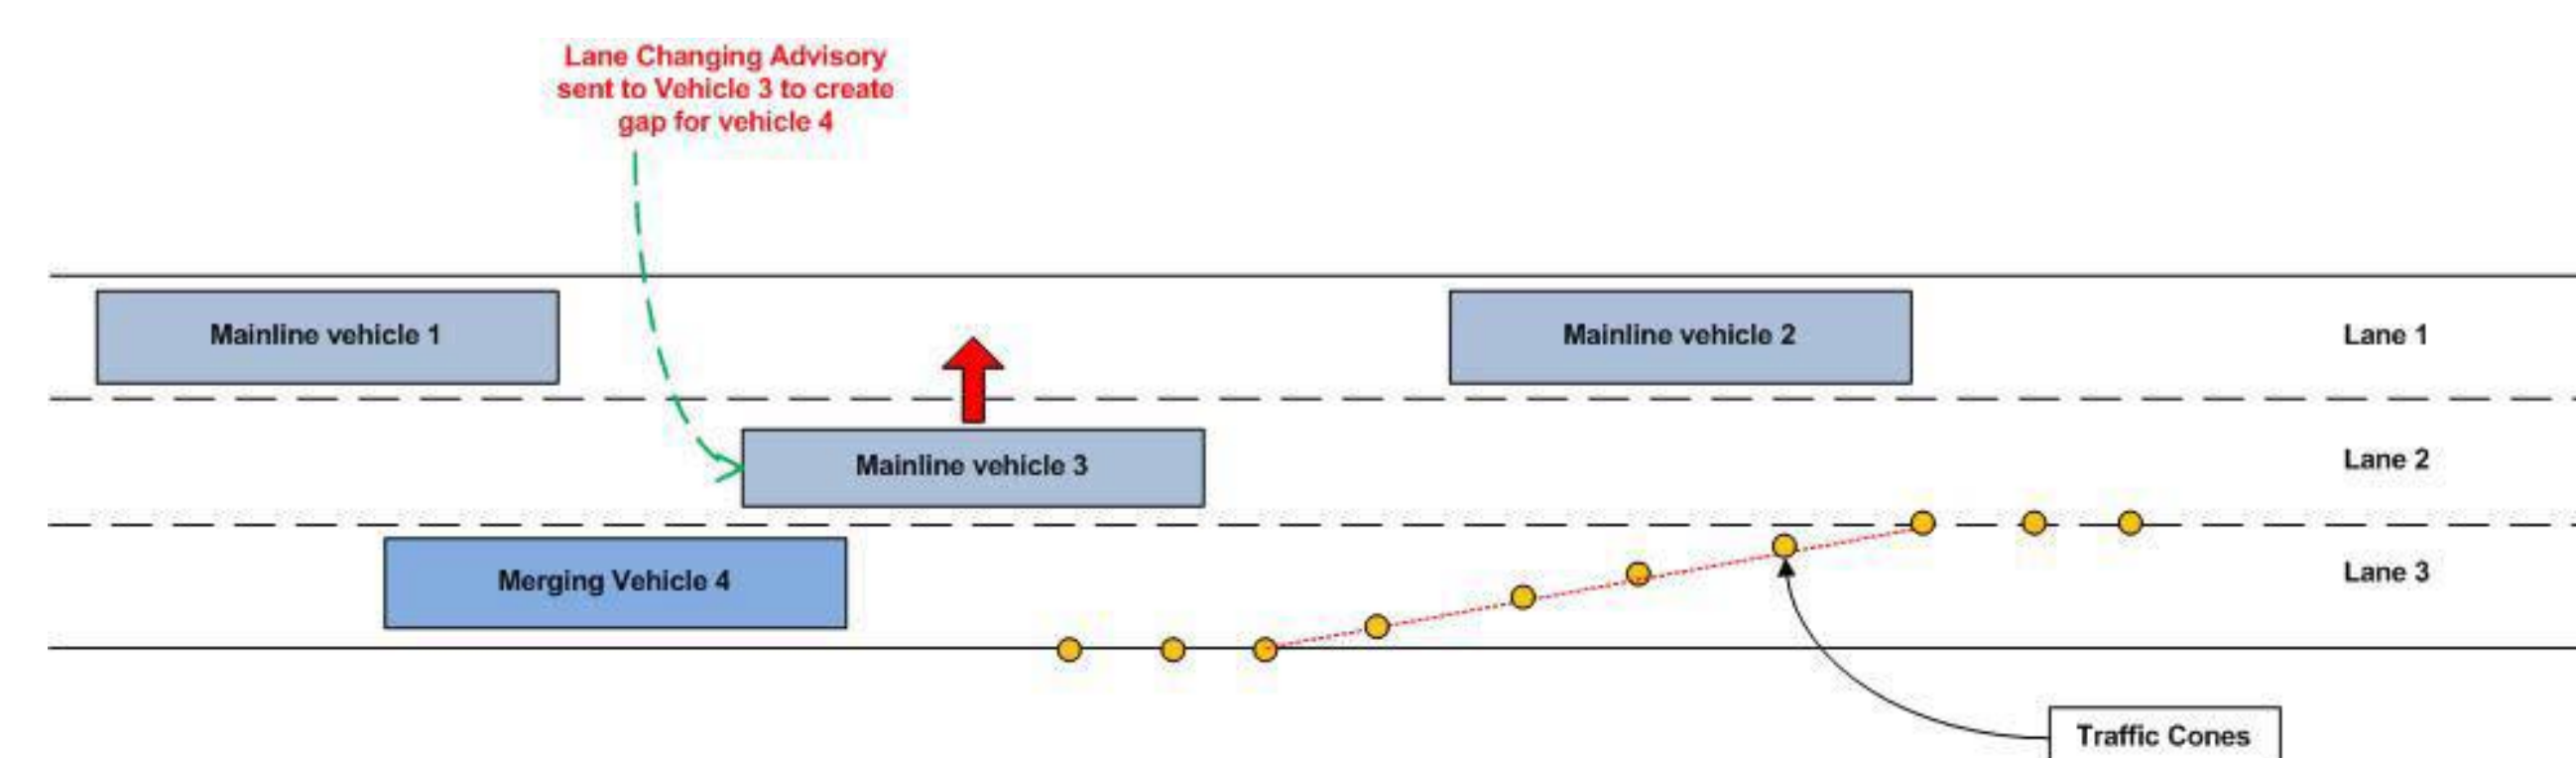 Lane Changing Advisory
sent to Vehicle 3 to create
gap for vehicle 4
Mainline vehicle 1
Mainline vehicle 2
Lane 1
Mainline vehicle 3
Lane 2
Merging Vehicle 4
Lane 3
Traffic Cones